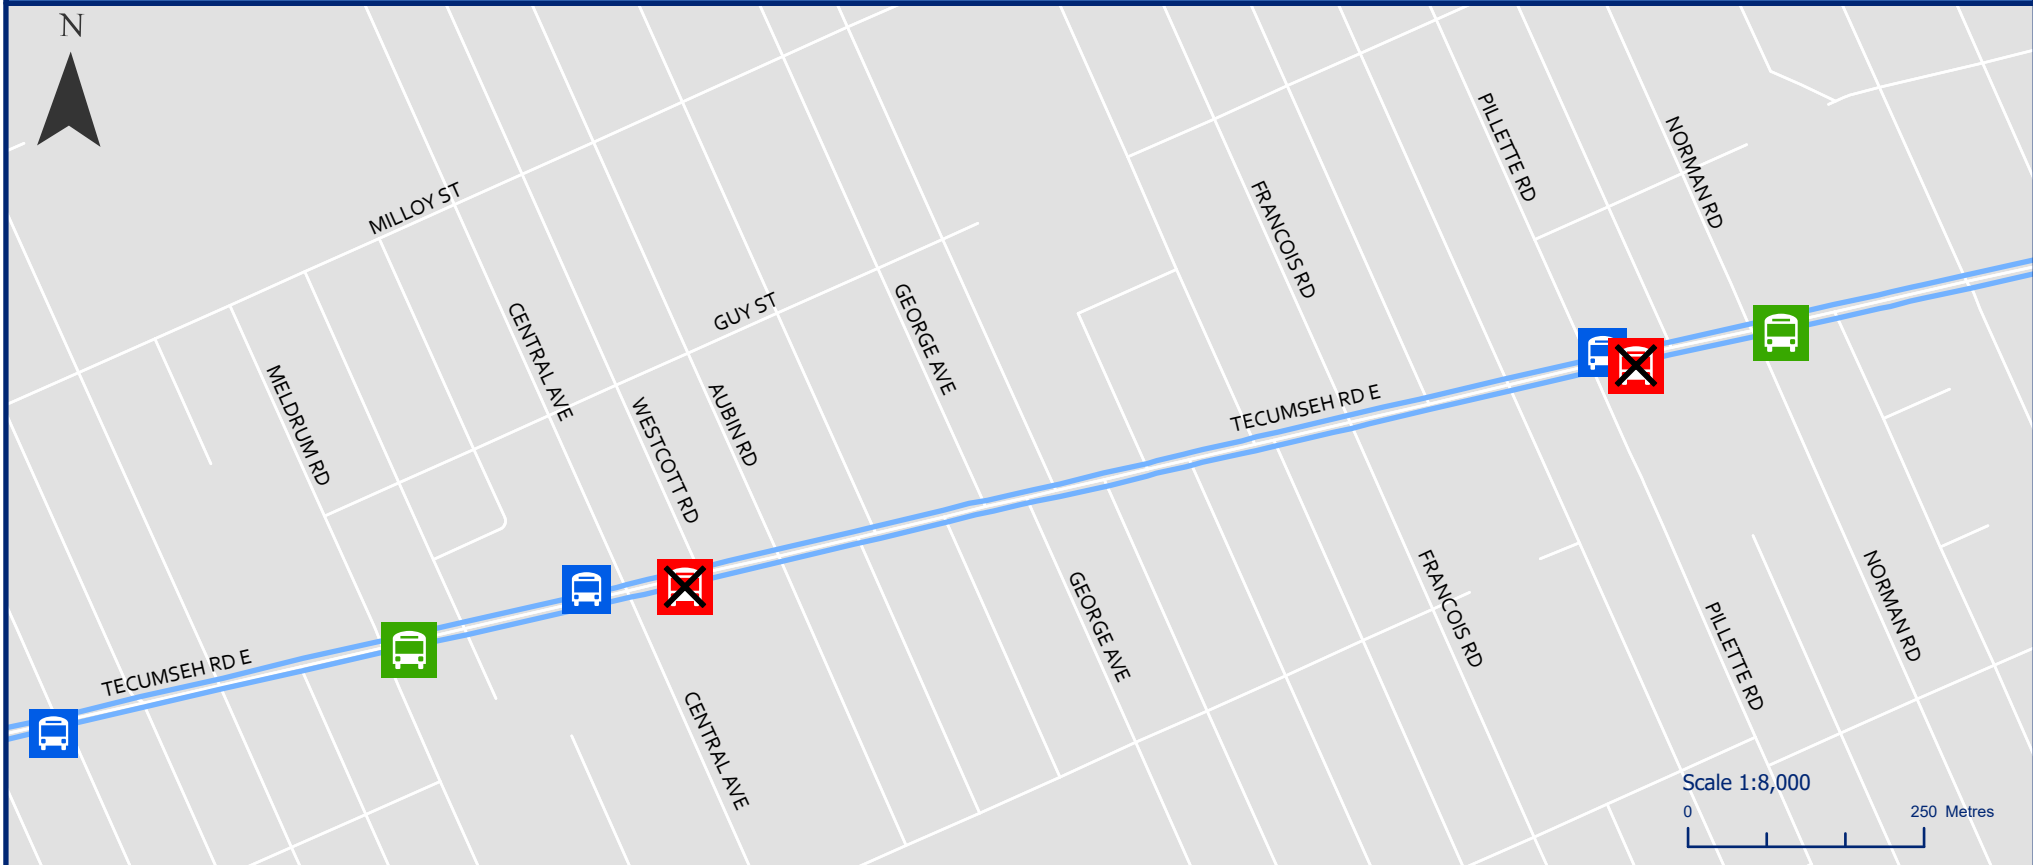 N
PILLETTE RD
NORMAN RD
MILLOY ST
FRANCOIS RD
GEORGE AVE
GUY ST
CENTRAL AVE
MELDRUM RD
AUBIN RD
WESTCOTT RD
TECUMSEH RD E
FRANCOIS RD
NORMAN RD
GEORGE AVE
PILLETTE RD
TECUMSEH RD E
CENTRAL AVE
Scale 1:8,000
0 250 Metres